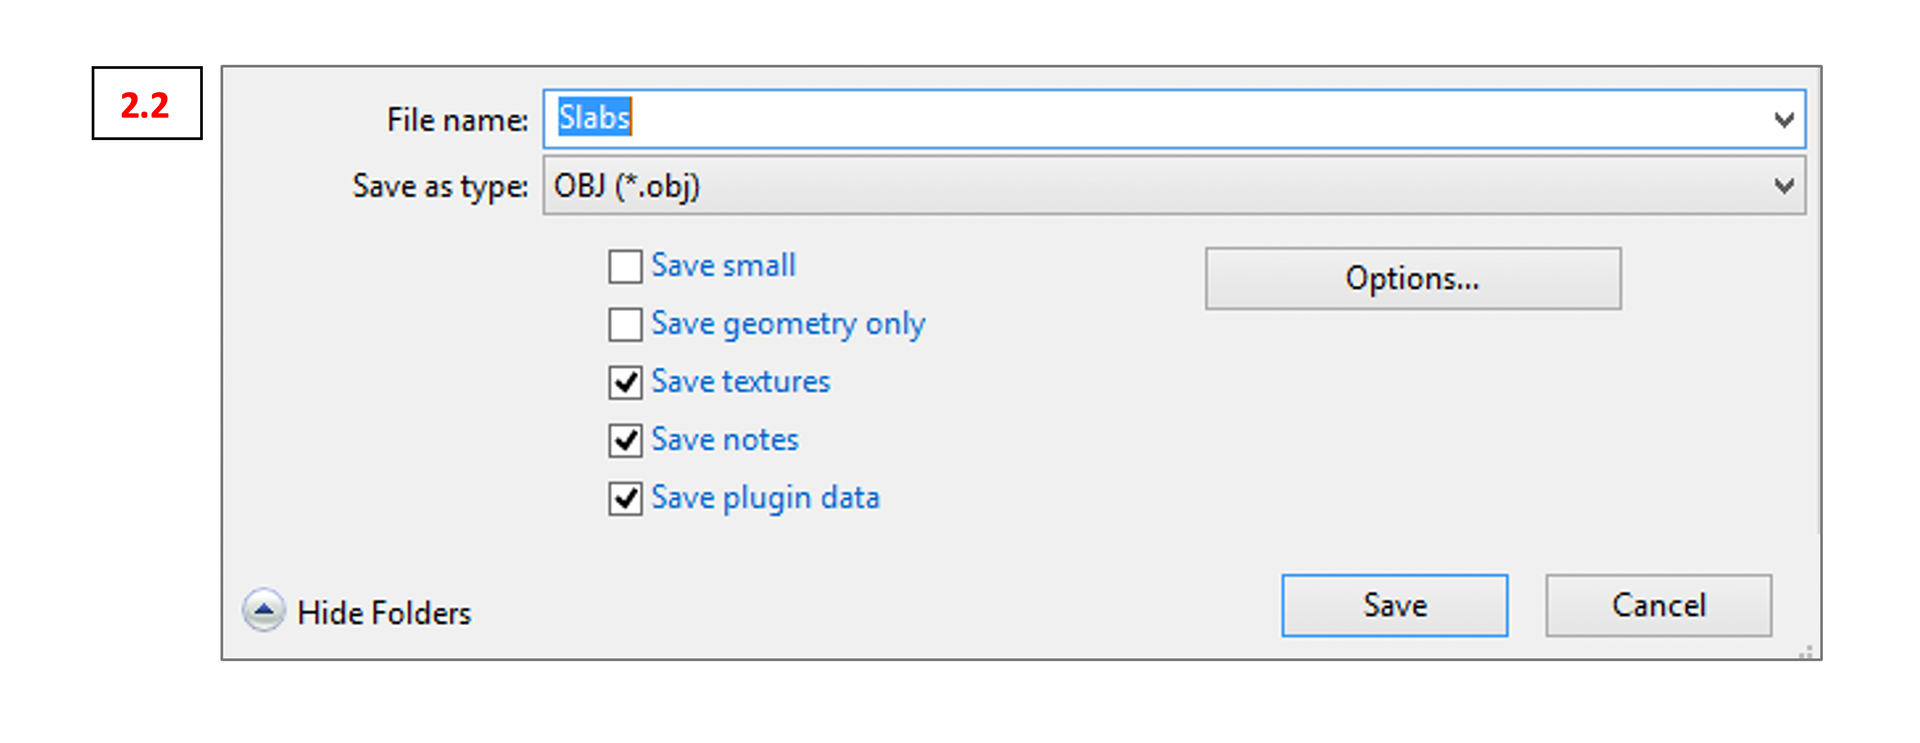 2.2
File name: Slabs
Save as type: OBJ (*.obj)
Save small
Options...
Save geometry only
Save textures
Save notes
Save plugin data
Hide Folders
Save
Cancel